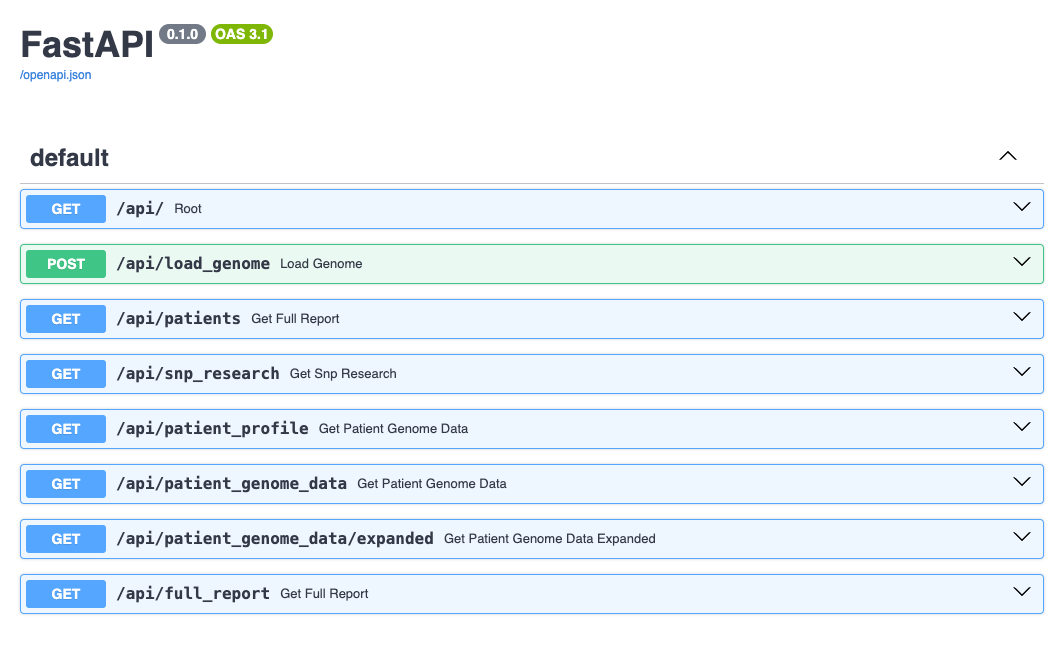 FastAPI 0.1.0 OAS 3.1
/openapi.json
default
GET /api/ Root
POST /api/load_genome Load Genome
GET /api/patients Get Full Report
GET /api/snp_research Get Snp Research
GET /api/patient_profile Get Patient Genome Data
GET /api/patient_genome_data Get Patient Genome Data
GET /api/patient_genome_data/expanded Get Patient Genome Data Expanded
GET /api/full_report Get Full Report